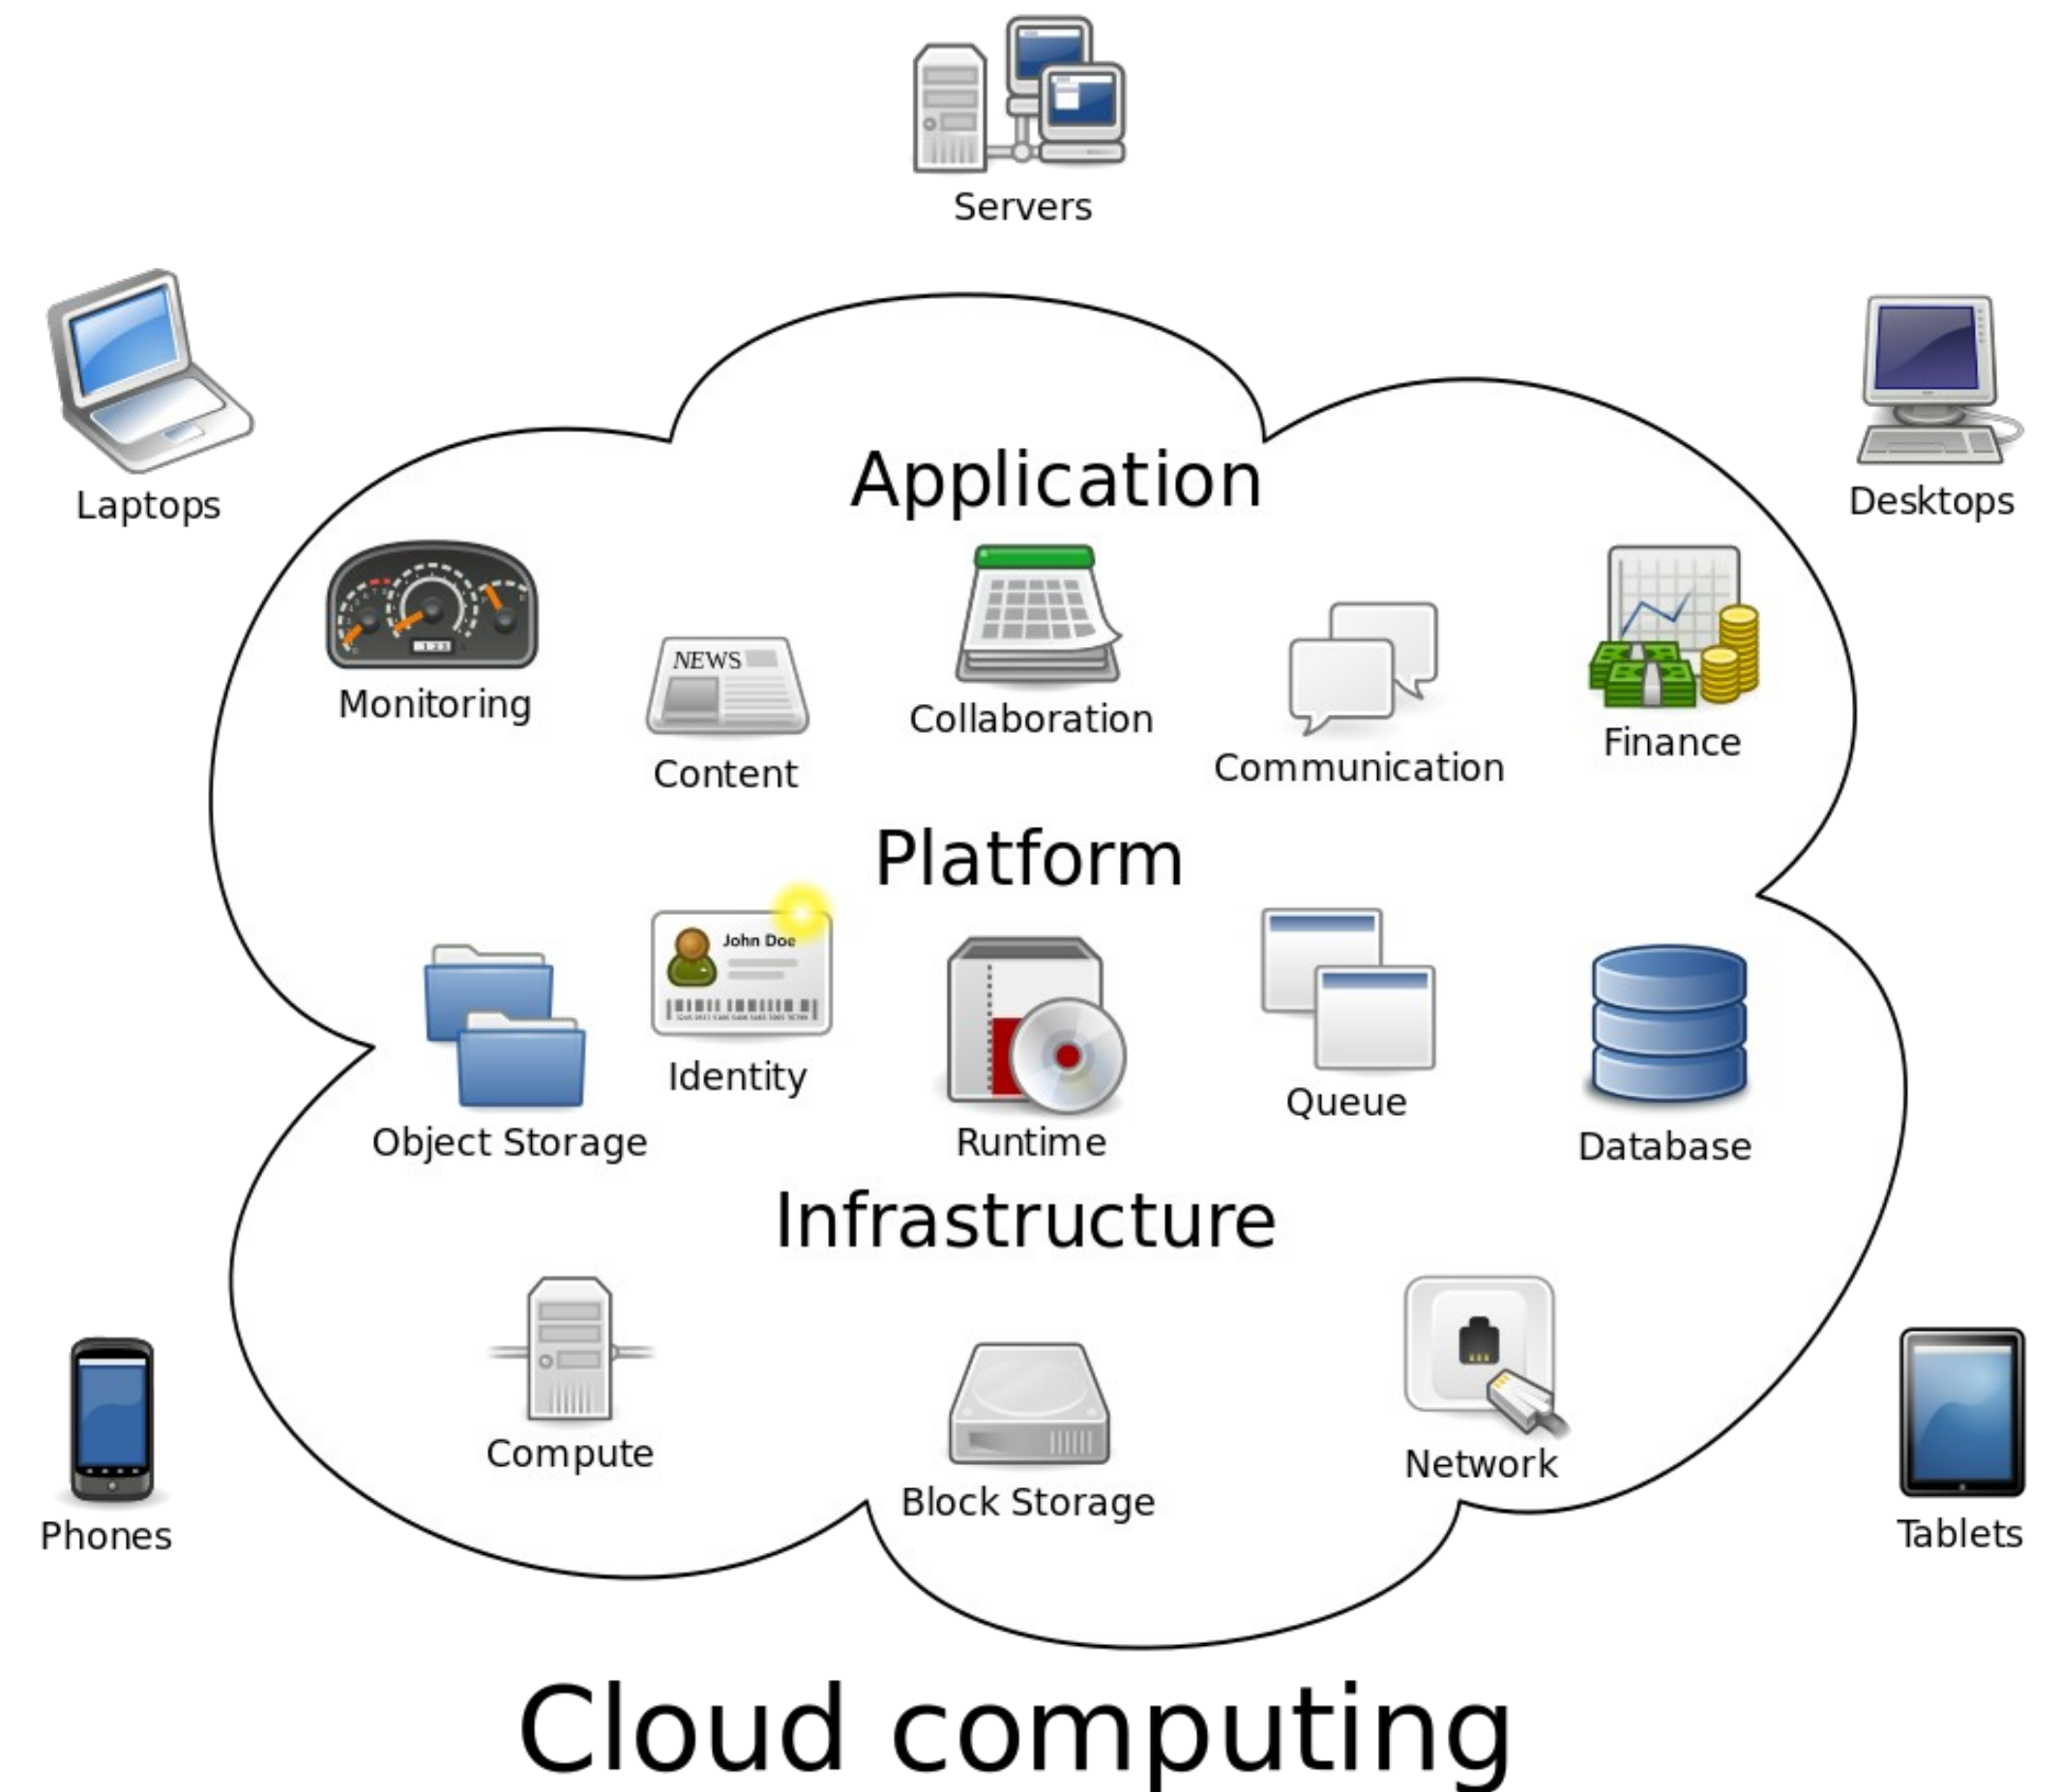 Servers
Laptops
Desktops
Application
Monitoring
NEWS
Content
Collaboration
Communication
Finance
Platform
Object Storage
John Doe
Identity
Runtime
Queue
Database
Infrastructure
Compute
Block Storage
Network
Phones
Tablets
Cloud computing